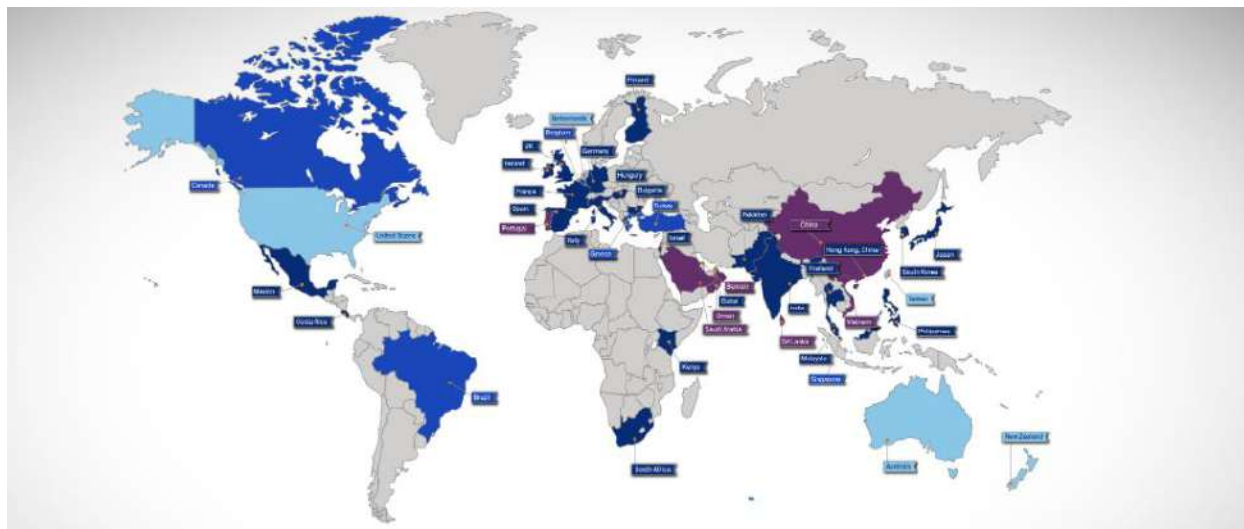 Finland
Netherlands
Belgium
UK
Germany
Ireland
Hungary
France
Bulgaria
Canada
Spain
Turkey
Pakistan
China
Portugal
United States
Italy
Israel
Greece
Hong Kong, China
Japan
Thailand
South Korea
Mexico
Bahrain
Dubai
Taiwan
Oman
India
Costa Rica
Saudi Arabia
Vietnam
Philippines
Sri Lanka
Malaysia
Kenya
Singapore
Brazil
New Zealand
Australia
South Africa